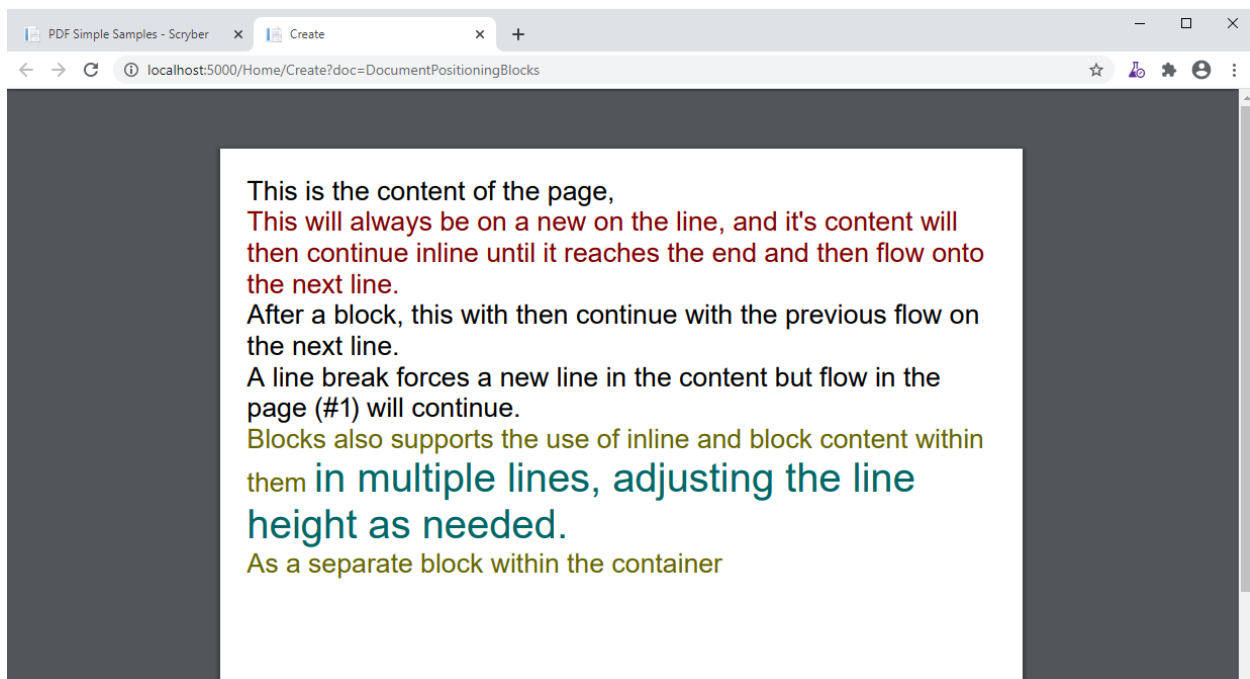 PDF Simple Samples - Scryber
Create
localhost:5000/Home/Create?doc=DocumentPositioningBlocks
This is the content of the page,
This will always be on a new on the line, and it's content will
then continue inline until it reaches the end and then flow onto
the next line.
After a block, this with then continue with the previous flow on
the next line.
A line break forces a new line in the content but flow in the
page (#1) will continue.
Blocks also supports the use of inline and block content within
them in multiple lines, adjusting the line
height as needed.
As a separate block within the container